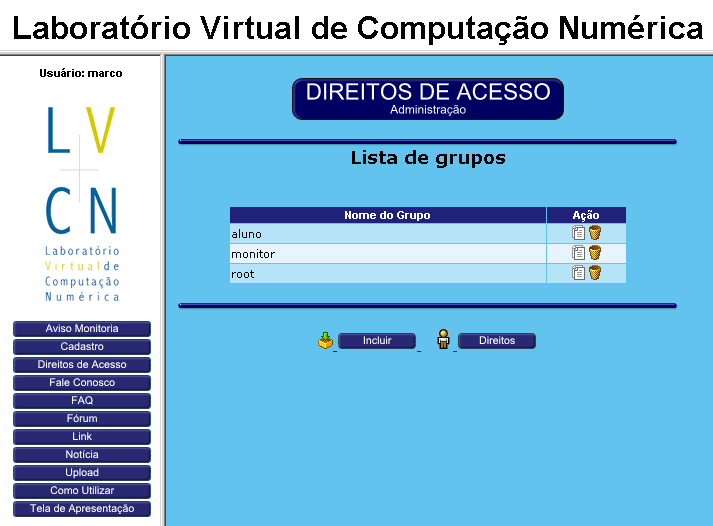 Laboratório Virtual de Computação Numérica
Usuário: marco
L V
C N
Laboratório
Virtual de
Computação
Numérica
Aviso Monitoria
Cadastro
Direitos de Acesso
Fale Conosco
FAQ
Fórum
Link
Notícia
Upload
Como Utilizar
Tela de Apresentação
DIREITOS DE ACESSO
Administração
Lista de grupos
Nome do Grupo Ação
aluno
monitor
root
Incluir Direitos